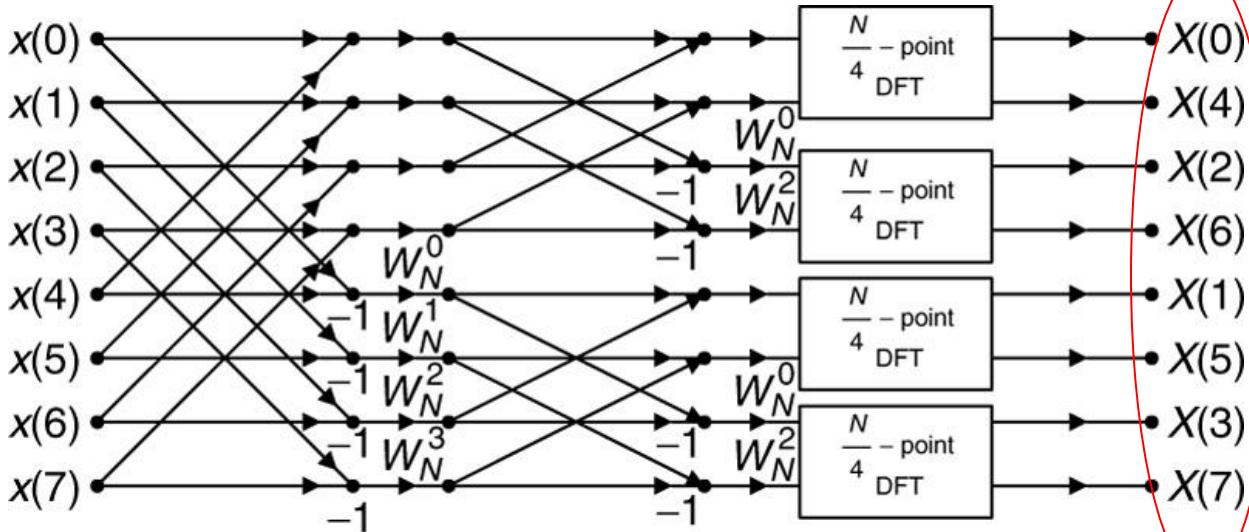 x(0) N/4 – point DFT X(0)
x(1) X(4)
W_N^0
x(2) −1 W_N^2 N/4 – point DFT X(2)
x(3) −1 X(6)
W_N^0
x(4) −1 W_N^1 N/4 – point DFT X(1)
x(5) −1 W_N^2 W_N^0 X(5)
x(6) −1 W_N^3 −1 W_N^2 N/4 – point DFT X(3)
x(7) −1 −1 X(7)